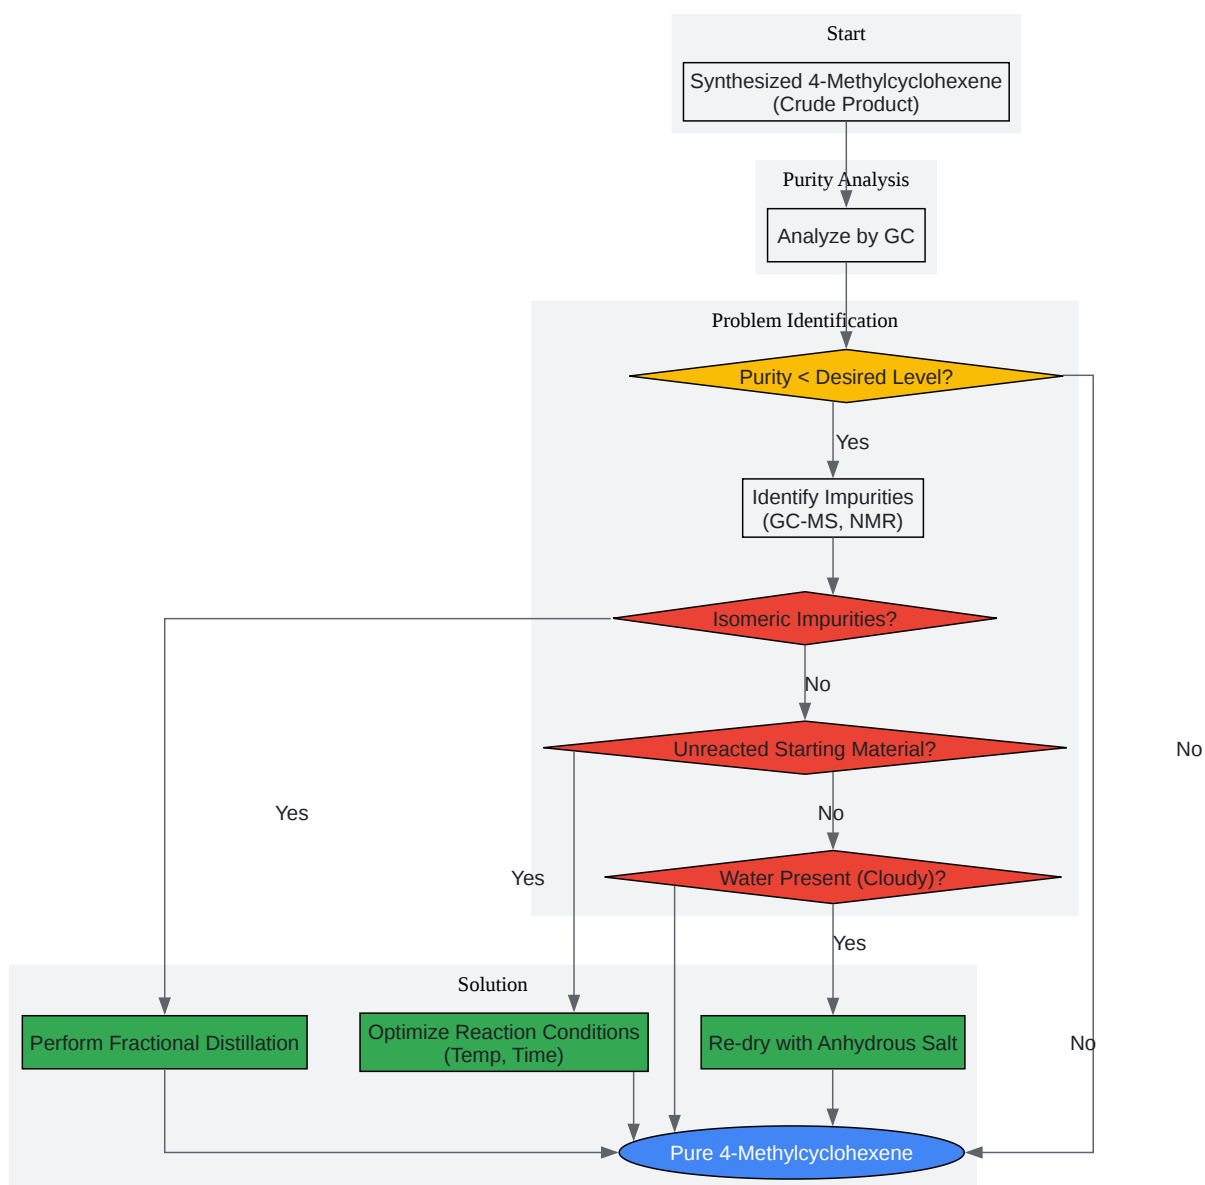 Start
Synthesized 4-Methylcyclohexene
(Crude Product)
Purity Analysis
Analyze by GC
Problem Identification
Purity < Desired Level?
Yes
Identify Impurities
(GC-MS, NMR)
Isomeric Impurities?
No
Unreacted Starting Material?
No
Yes
No
Water Present (Cloudy)?
Yes
Yes
Solution
Perform Fractional Distillation
Optimize Reaction Conditions
(Temp, Time)
Re-dry with Anhydrous Salt
No
Pure 4-Methylcyclohexene